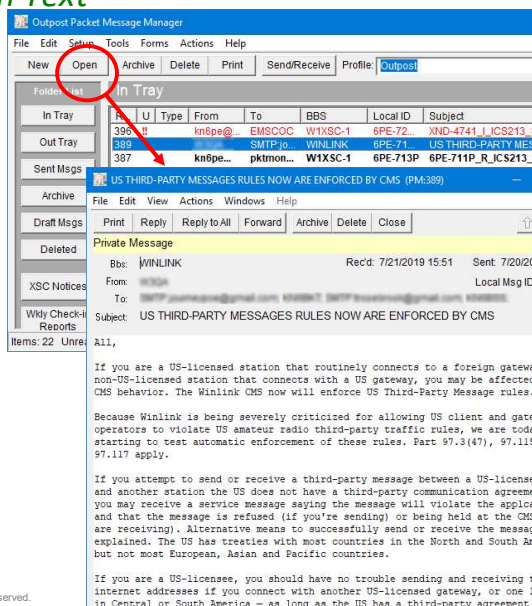 Text
Outpost Packet Message Manager
File Edit Setup Tools Forms Actions Help
New Open Archive Delete Print Send/Receive Profile: Outpost
Folder List
In Tray
In Tray
U Type From To BBS Local ID Subject
396 !! kn6pe@... EMSCOC W1XSC-1 6PE-72... XND-4741_I_ICS213_
389 SMTP:jo... WINLINK 6PE-71... US THIRD-PARTY MES
387 kn6pe... pktmon... W1XSC-1 6PE-713P 6PE-711P_R_ICS213_
Out Tray
Sent Msgs
Archive
Draft Msgs
Deleted
XSC Notices
Wkly Check-i
Reports
Items: 22 Unre
US THIRD-PARTY MESSAGES RULES NOW ARE ENFORCED BY CMS (PM:389)
File Edit View Actions Windows Help
Print Reply Reply to All Forward Archive Delete Close
Private Message
Bbs: WINLINK Rec'd: 7/21/2019 15:51 Sent: 7/20/20
From: W3QA Local Msg ID
To:
Subject: US THIRD-PARTY MESSAGES RULES NOW ARE ENFORCED BY CMS
All,
If you are a US-licensed station that routinely connects to a foreign gatewa
non-US-licensed station that connects with a US gateway, you may be affected
CMS behavior. The Winlink CMS now will enforce US Third-Party Message rules.
Because Winlink is being severely criticized for allowing US client and gate
operators to violate US amateur radio third-party traffic rules, we are toda
starting to test automatic enforcement of these rules. Part 97.3(47), 97.115
97.117 apply.
If you attempt to send or receive a third-party message between a US-license
and another station the US does not have a third-party communication agreeme
you may receive a service message saying the message will violate the applca
and that the message is refused (if you're sending) or being held at the CMS
are receiving). Alternative means to successfully send or receive the messag
explained. The US has treaties with most countries in the North and South Am
but not most European, Asian and Pacific countries.
If you are a US-licensee, you should have no trouble sending and receiving t
internet addresses if you connect with another US-licensed gateway, or one
in Central or South America — as long as the US has a third-party agreement
served.